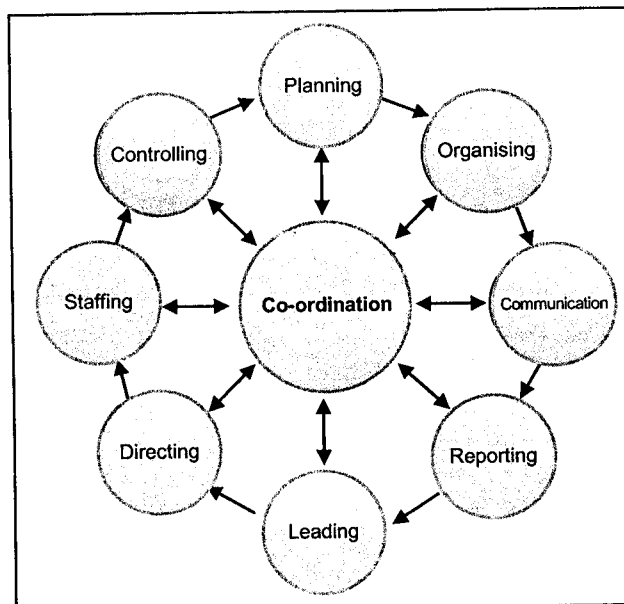 Planning
Organising
Communication
Reporting
Leading
Directing
Staffing
Controlling
Co-ordination